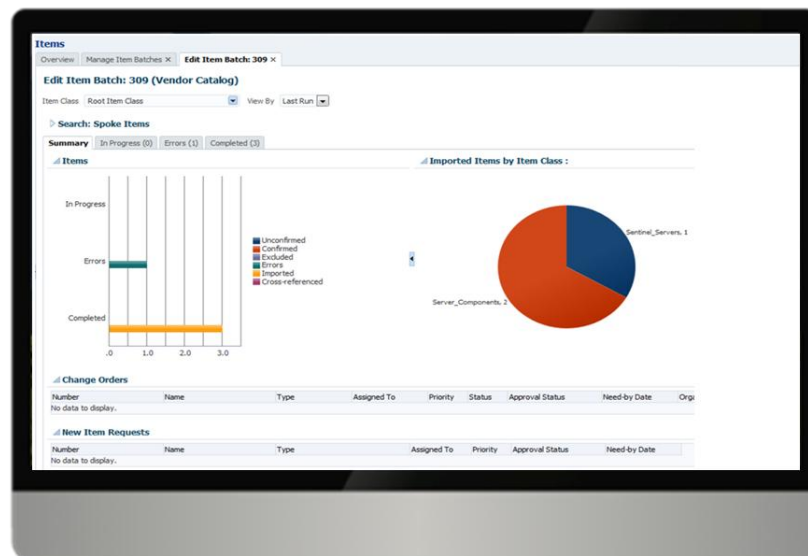 Items
Overview Manage Item Batches × Edit Item Batch: 309 ×
Edit Item Batch: 309 (Vendor Catalog)
Item Class Root Item Class View By Last Run
Search: Spoke Items
Summary In Progress (0) Errors (1) Completed (3)
Items
In Progress
Errors
Completed
.0 1.0 2.0 3.0
Unconfirmed
Confirmed
Excluded
Errors
Imported
Cross-referenced
Imported Items by Item Class :
Sentinel_Servers, 1
Server_Components, 2
Change Orders
Number Name Type Assigned To Priority Status Approval Status Need-by Date Orga
No data to display.
New Item Requests
Number Name Type Assigned To Priority Approval Status Need-by Date
No data to display.